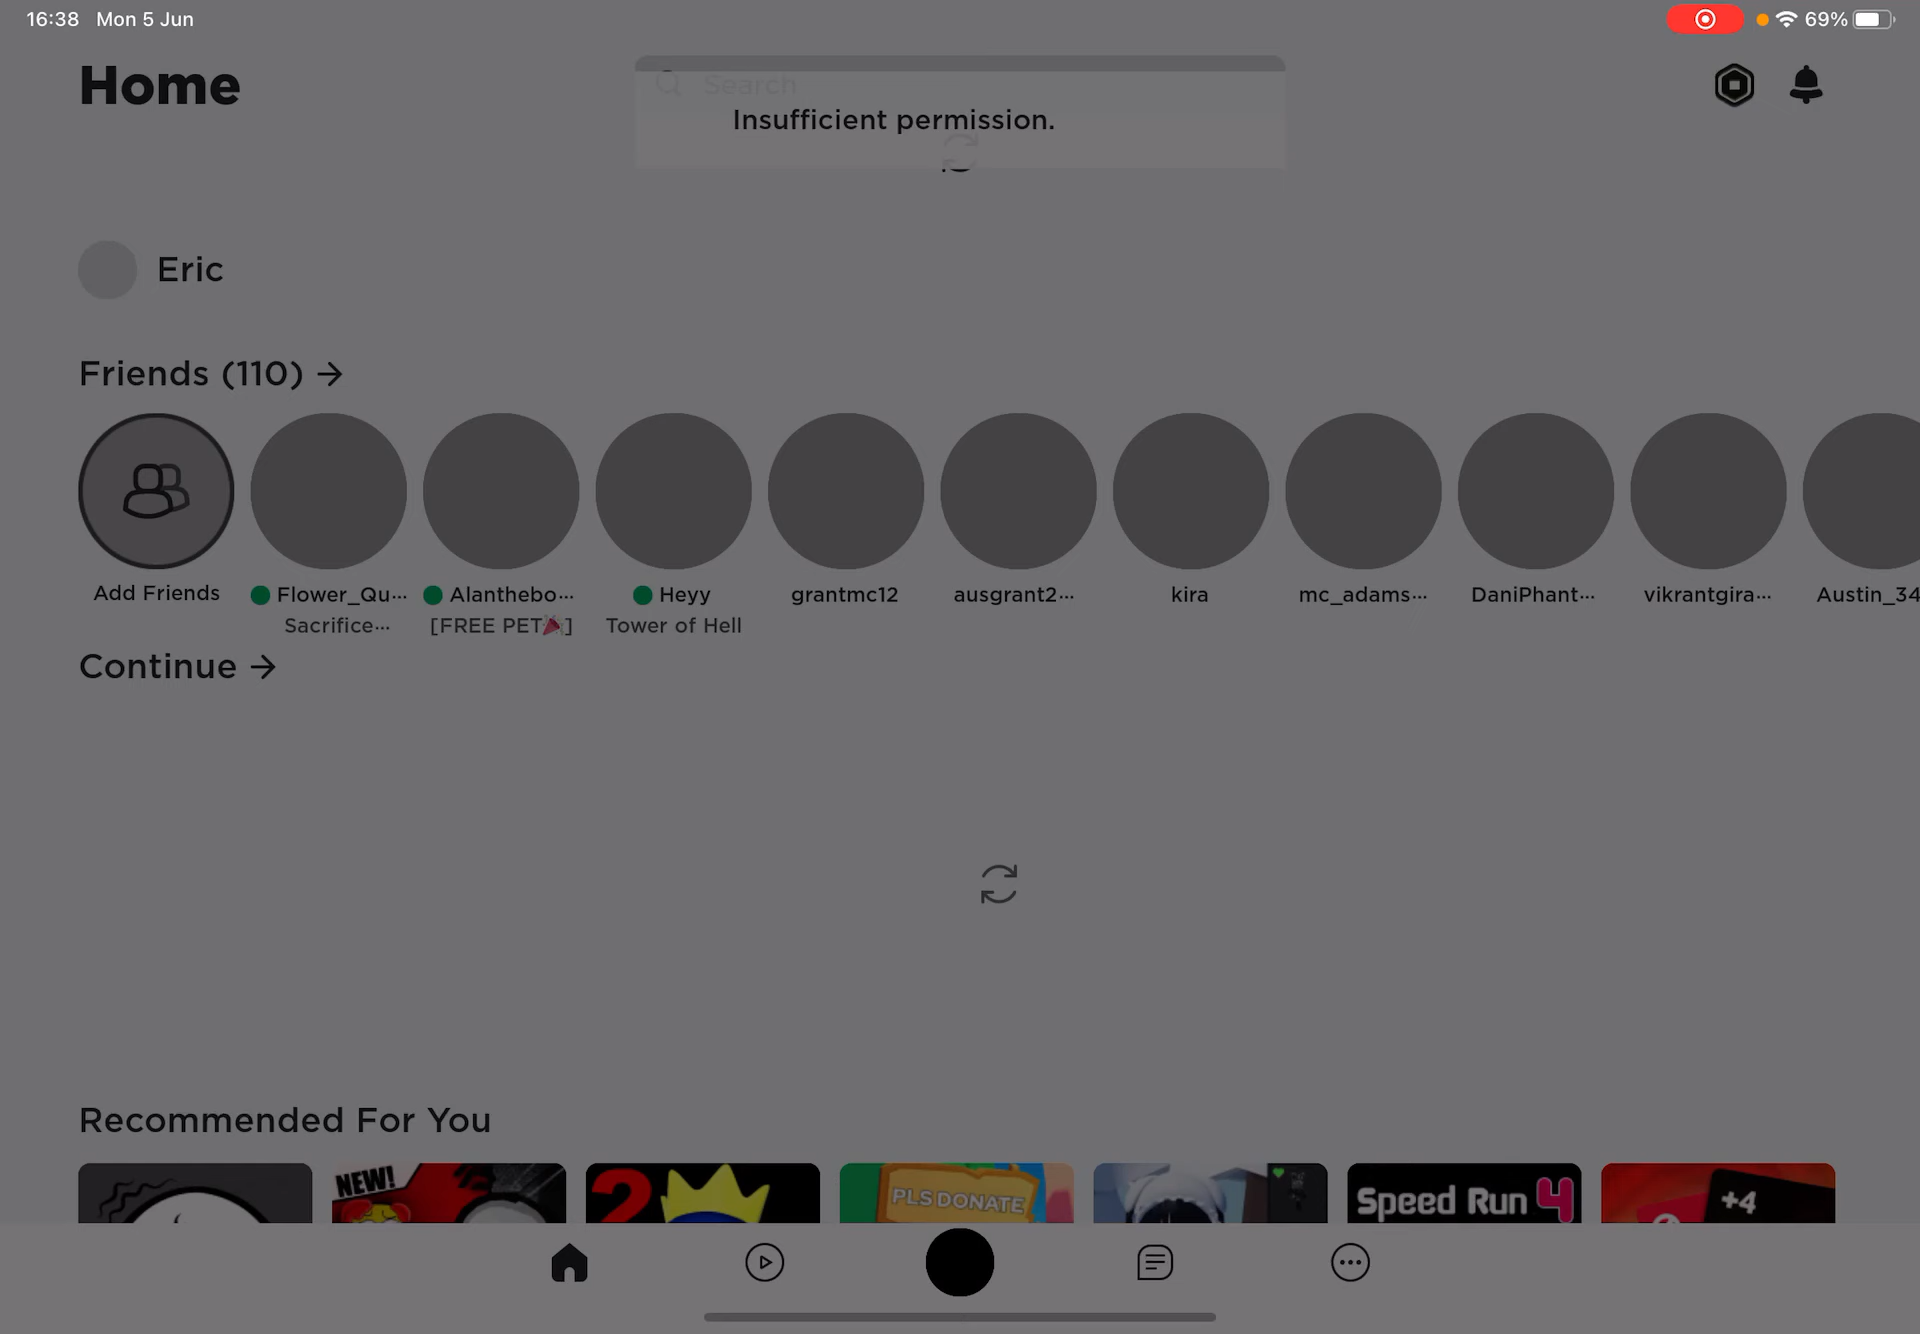 16:38 Mon 5 Jun
69%
Home
Search
Insufficient permission.
Eric
Friends (110) →
Add Friends
Flower_Qu...
Sacrifice...
Alanthebo...
[FREE PET🎉]
Heyy
Tower of Hell
grantmc12
ausgrant2...
kira
mc_adams...
DaniPhant...
vikrantgira...
Austin_34
Continue →
Recommended For You
NEW!
2
PLS DONATE
Speed Run 4
+4